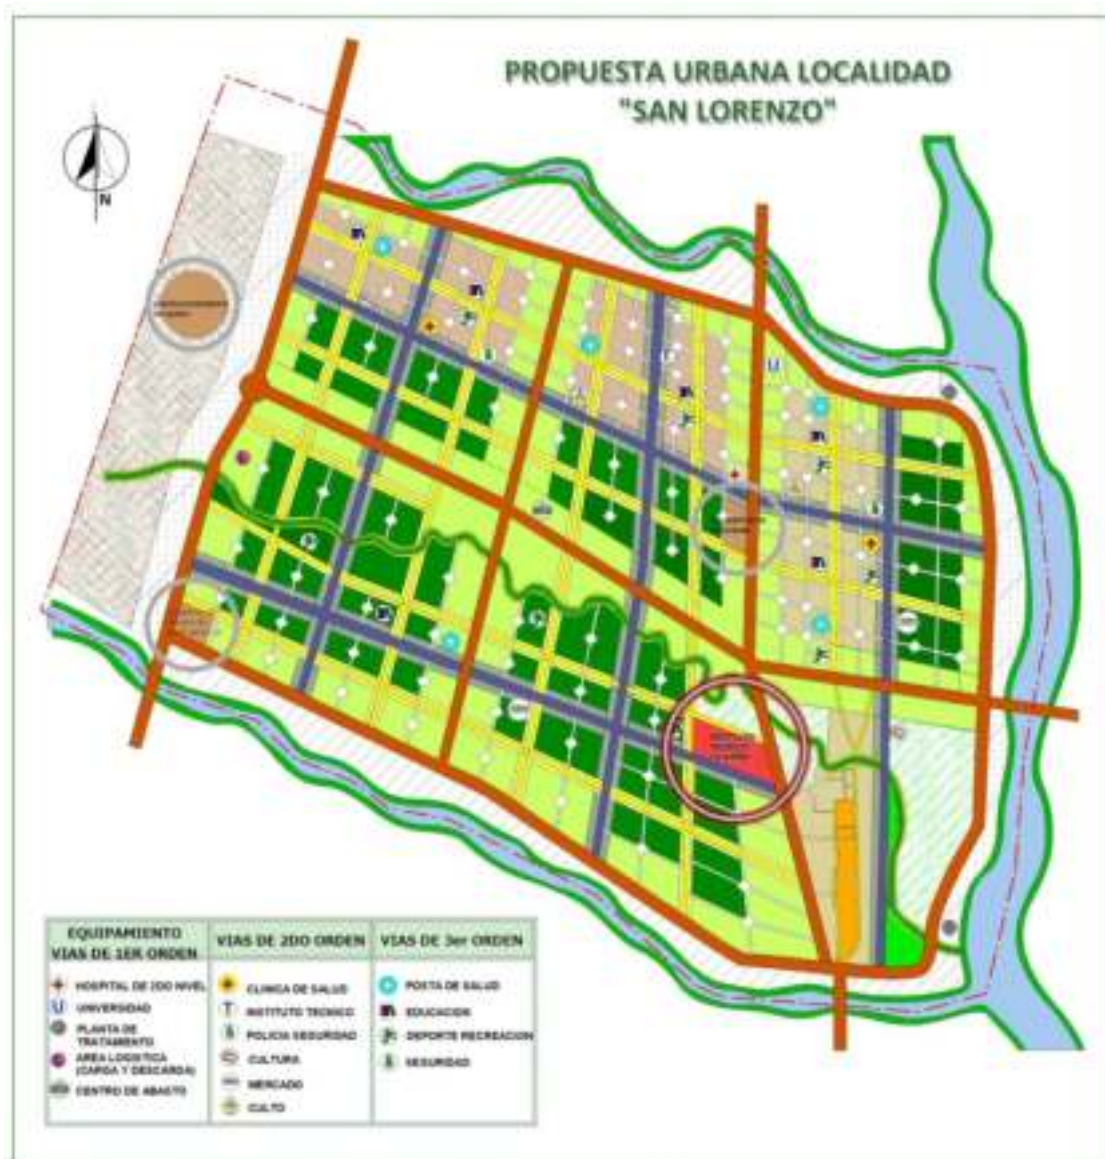 PROPUESTA URBANA LOCALIDAD
"SAN LORENZO"
N
U
EQUIPAMIENTO
VIAS DE 1ER ORDEN
HOSPITAL DE 2DO NIVEL
U UNIVERSIDAD
PLANTA DE
TRATAMIENTO
AREA LOGISTICA
(CARGA Y DESCARGA)
CENTRO DE ABASTO
VIAS DE 2DO ORDEN
CLINICA DE SALUD
T INSTITUTO TECNICO
POLICIA SEGURIDAD
CULTURA
MERCADO
CULTO
VIAS DE 3er ORDEN
POSTA DE SALUD
EDUCACION
DEPORTE RECREACION
SEGURIDAD